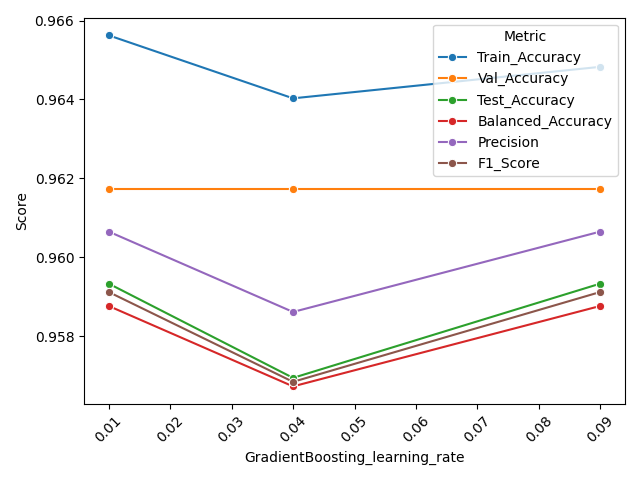 0.966
0.964
0.962
0.960
0.958
Score
Metric
Train_Accuracy
Val_Accuracy
Test_Accuracy
Balanced_Accuracy
Precision
F1_Score
0.01
0.02
0.03
0.04
0.05
0.06
0.07
0.08
0.09
GradientBoosting_learning_rate